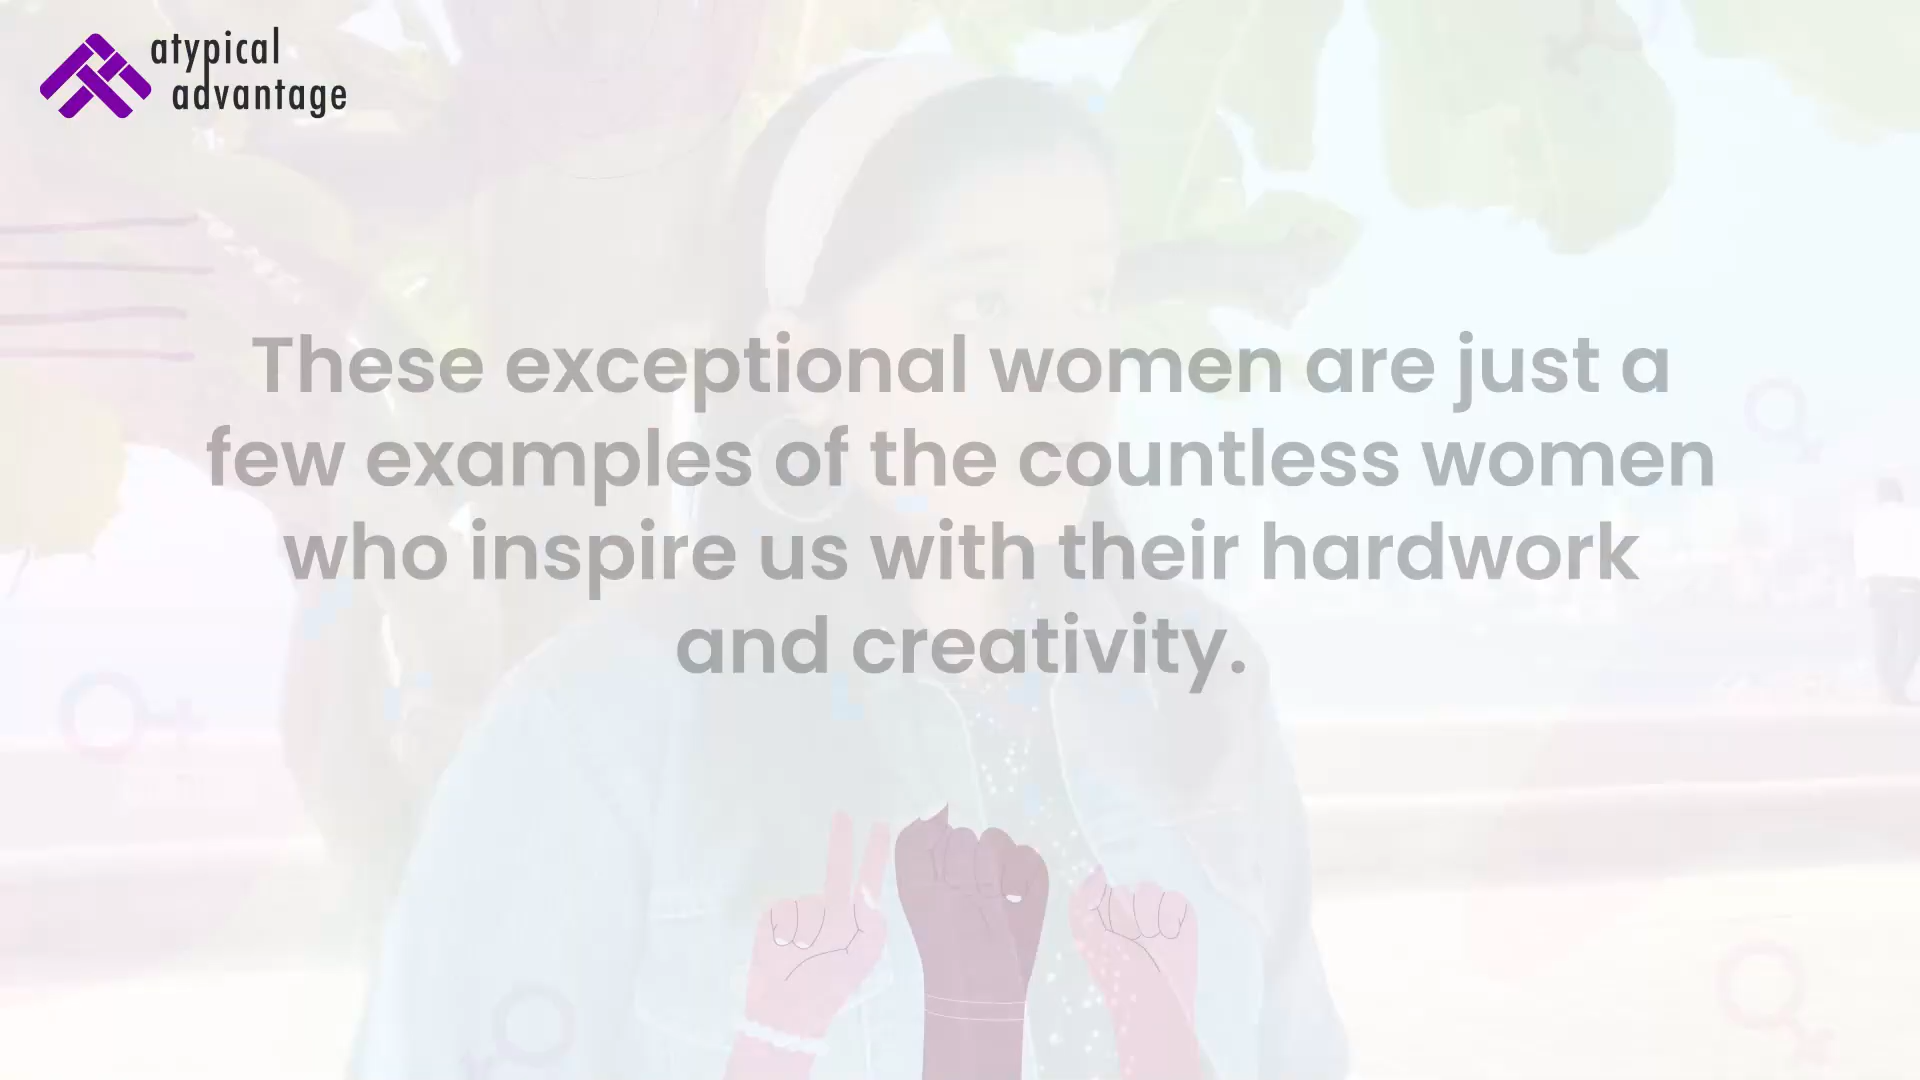 atypical
advantage
These exceptional women are just a
few examples of the countless women
who inspire us with their hardwork
and creativity.